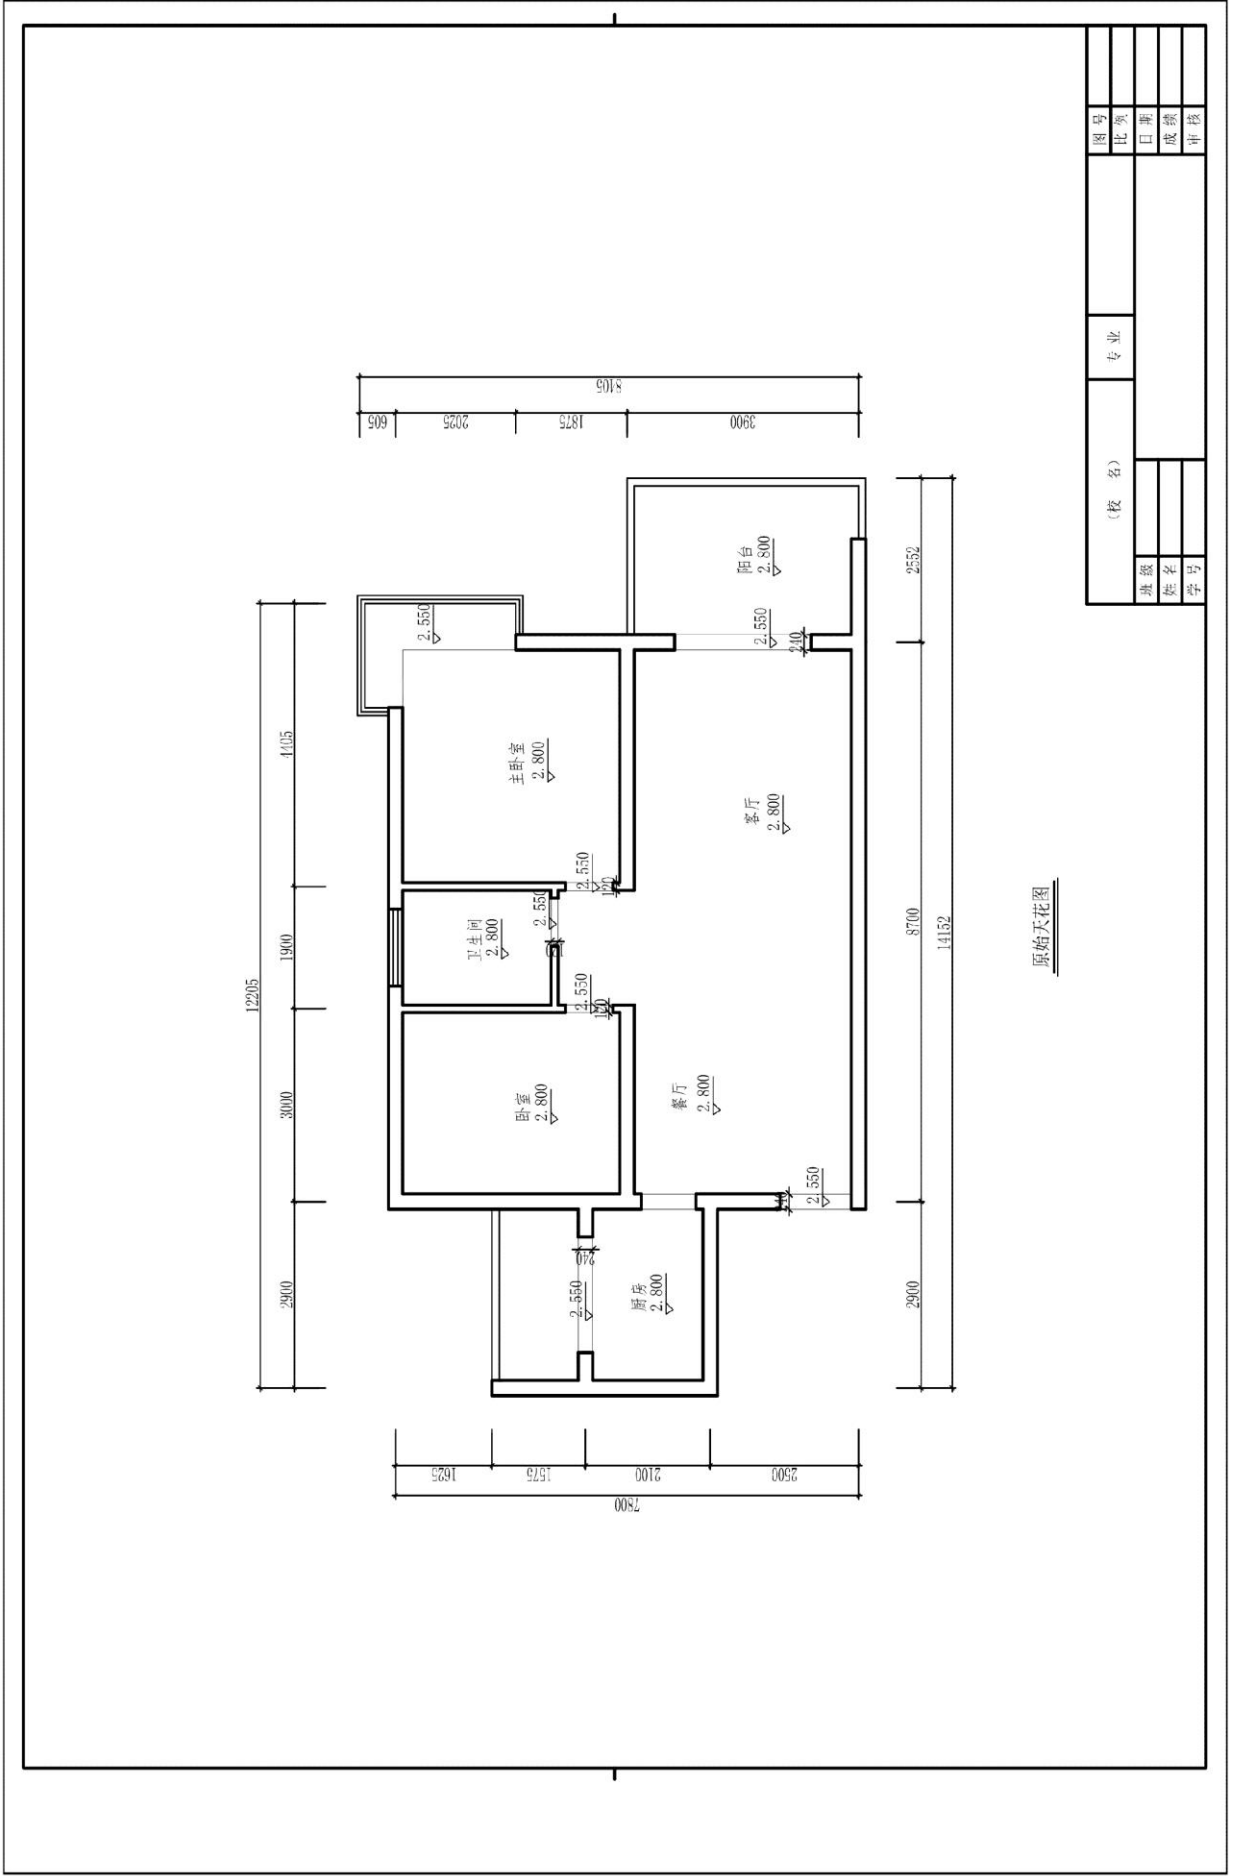 12205
2900
3000
1900
4405
605
2025
1875
3900
8105
1625
1575
2100
2500
7800
2.550
卫生间
2.800
主卧室
2.800
卧室
2.800
2.550
2.550
2.550
120
120
2.550
240
厨房
2.800
餐厅
2.800
客厅
2.800
阳台
2.800
2.550
240
2.550
240
2900
8700
2552
14152
原始天花图
(校 名)
专 业
图 号
比 例
班 级
日 期
姓 名
成 绩
学 号
审 核